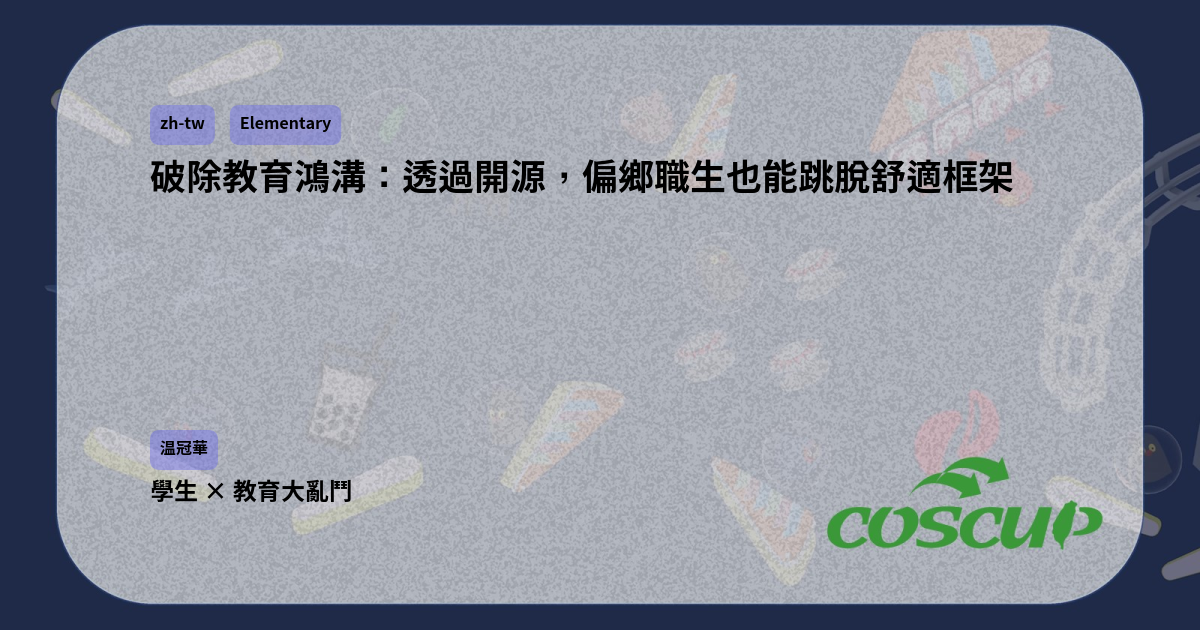 zh-tw Elementary
破除教育鴻溝：透過開源，偏鄉職生也能跳脫舒適框架
温冠華
學生 × 教育大亂鬥
COSCUP